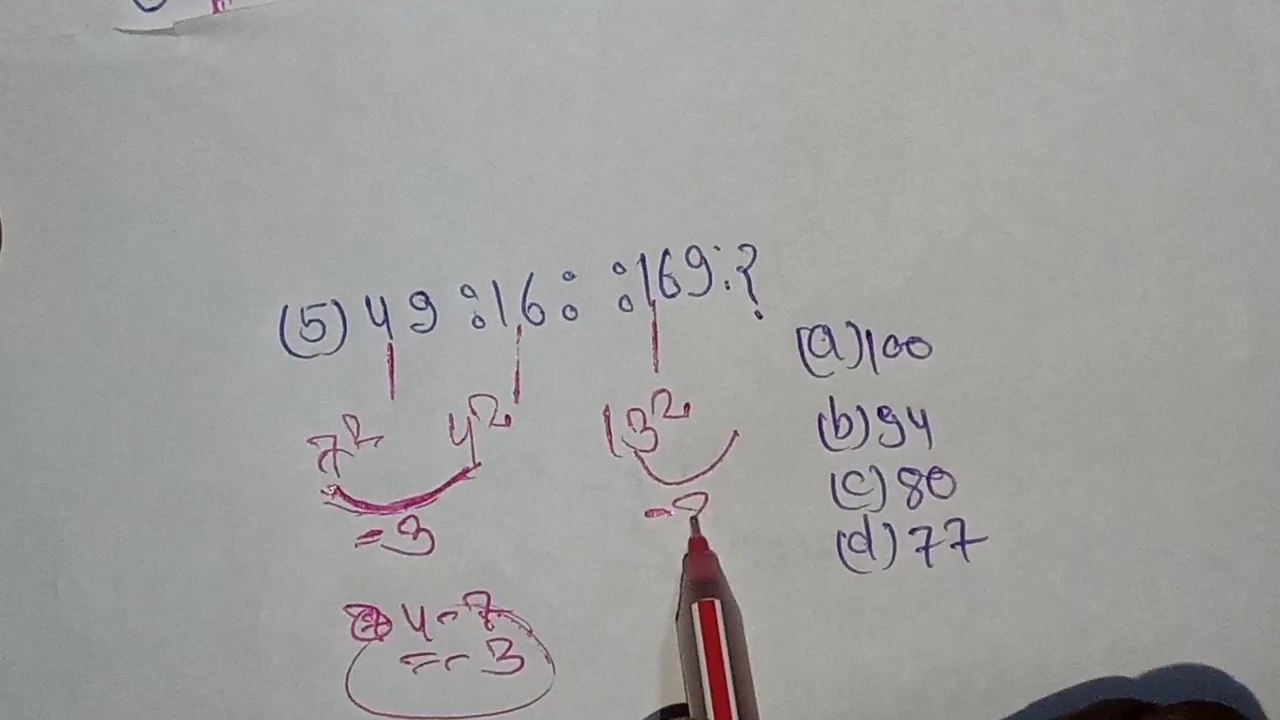 (5) 49 : 16 : : 169 : ?
(a) 100
7² 4² 13²
(b) 94
(c) 80
= 3
(d) 77
4 - 7
= - 3